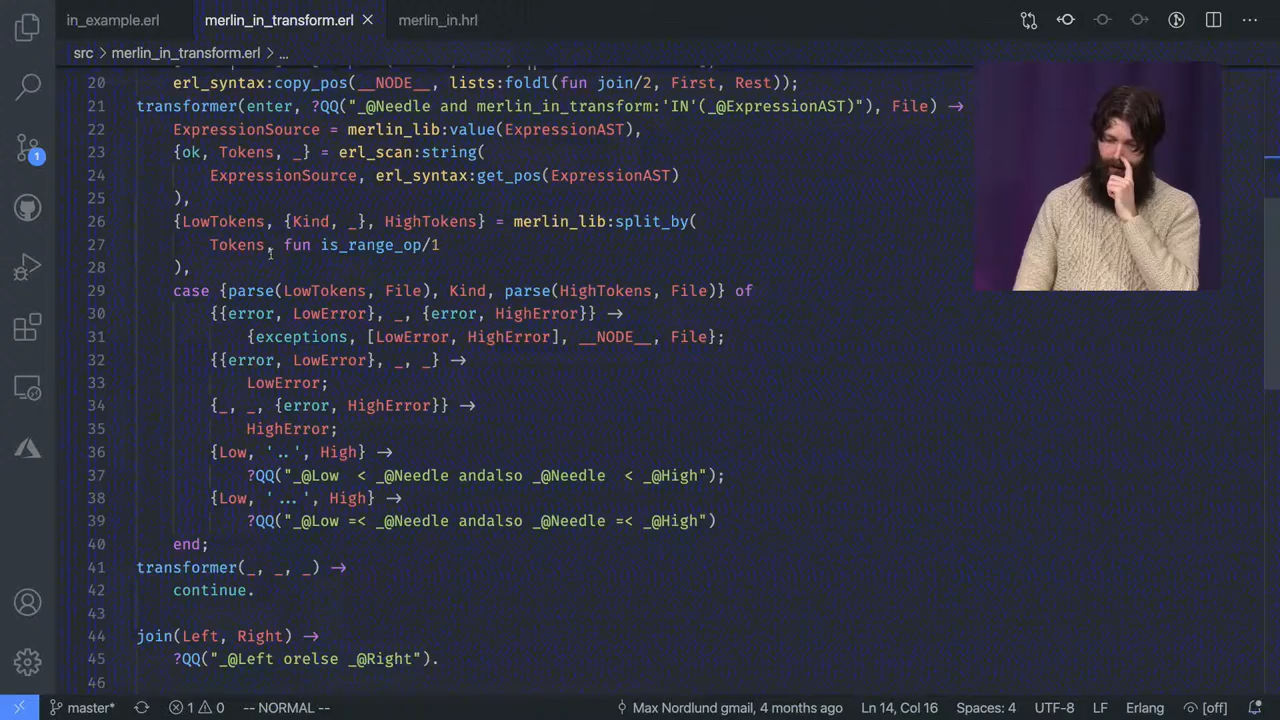 in_example.erl merlin_in_transform.erl merlin_in.hrl
src > merlin_in_transform.erl > ...
20 erl_syntax:copy_pos(__NODE__, lists:foldl(fun join/2, First, Rest));
21 transformer(enter, ?QQ("_@Needle and merlin_in_transform:'IN'(_@ExpressionAST)"), File) ->
22 ExpressionSource = merlin_lib:value(ExpressionAST),
23 {ok, Tokens, _} = erl_scan:string(
24 ExpressionSource, erl_syntax:get_pos(ExpressionAST)
25 ),
26 {LowTokens, {Kind, _}, HighTokens} = merlin_lib:split_by(
27 Tokens, fun is_range_op/1
28 ),
29 case {parse(LowTokens, File), Kind, parse(HighTokens, File)} of
30 {{error, LowError}, _, {error, HighError}} ->
31 {exceptions, [LowError, HighError], __NODE__, File};
32 {{error, LowError}, _, _} ->
33 LowError;
34 {_, _, {error, HighError}} ->
35 HighError;
36 {Low, '..', High} ->
37 ?QQ("_@Low  < _@Needle andalso _@Needle  < _@High");
38 {Low, '...', High} ->
39 ?QQ("_@Low =< _@Needle andalso _@Needle =< _@High")
40 end;
41 transformer(_, _, _) ->
42 continue.
43
44 join(Left, Right) ->
45 ?QQ("_@Left orelse _@Right").
46
1
master* 1 0 -- NORMAL -- Max Nordlund gmail, 4 months ago Ln 14, Col 16 Spaces: 4 UTF-8 LF Erlang [off]